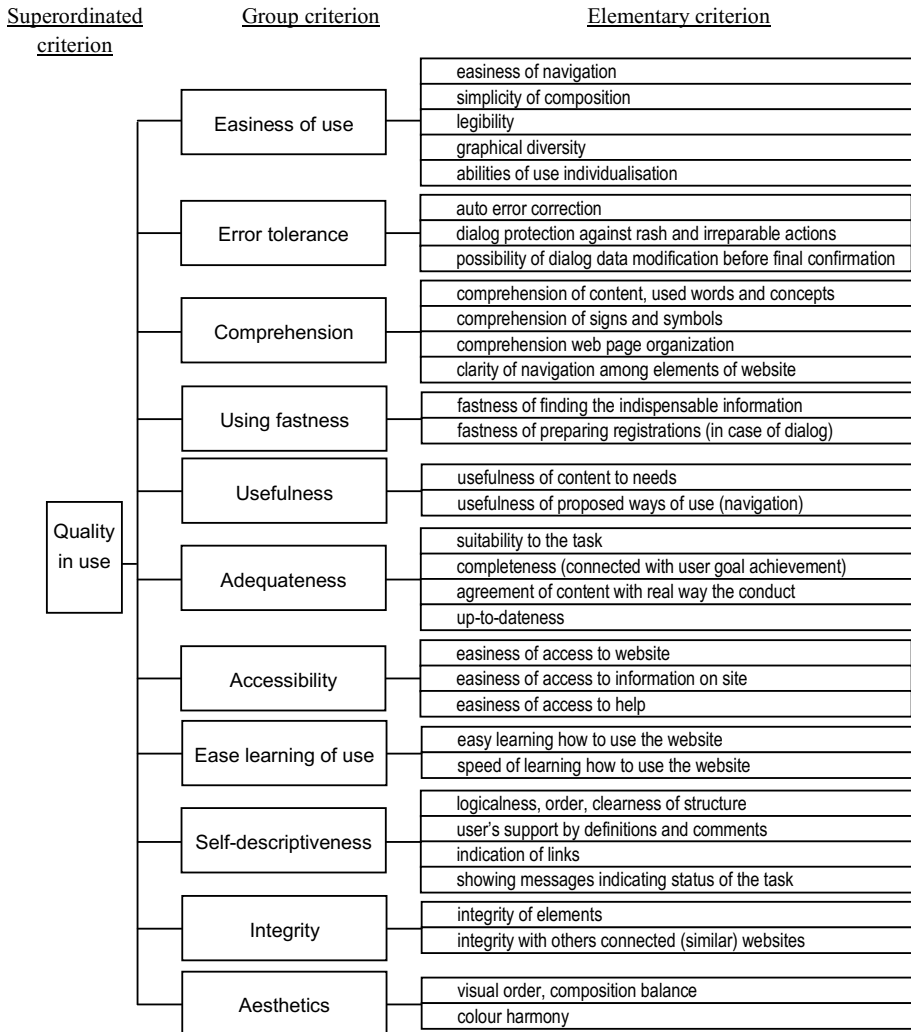 Superordinated
criterion
Group criterion
Elementary criterion
Quality
in use
Easiness of use
easiness of navigation
simplicity of composition
legibility
graphical diversity
abilities of use individualisation
Error tolerance
auto error correction
dialog protection against rash and irreparable actions
possibility of dialog data modification before final confirmation
Comprehension
comprehension of content, used words and concepts
comprehension of signs and symbols
comprehension web page organization
clarity of navigation among elements of website
Using fastness
fastness of finding the indispensable information
fastness of preparing registrations (in case of dialog)
Usefulness
usefulness of content to needs
usefulness of proposed ways of use (navigation)
Adequateness
suitability to the task
completeness (connected with user goal achievement)
agreement of content with real way the conduct
up-to-dateness
Accessibility
easiness of access to website
easiness of access to information on site
easiness of access to help
Ease learning of use
easy learning how to use the website
speed of learning how to use the website
Self-descriptiveness
logicalness, order, clearness of structure
user's support by definitions and comments
indication of links
showing messages indicating status of the task
Integrity
integrity of elements
integrity with others connected (similar) websites
Aesthetics
visual order, composition balance
colour harmony